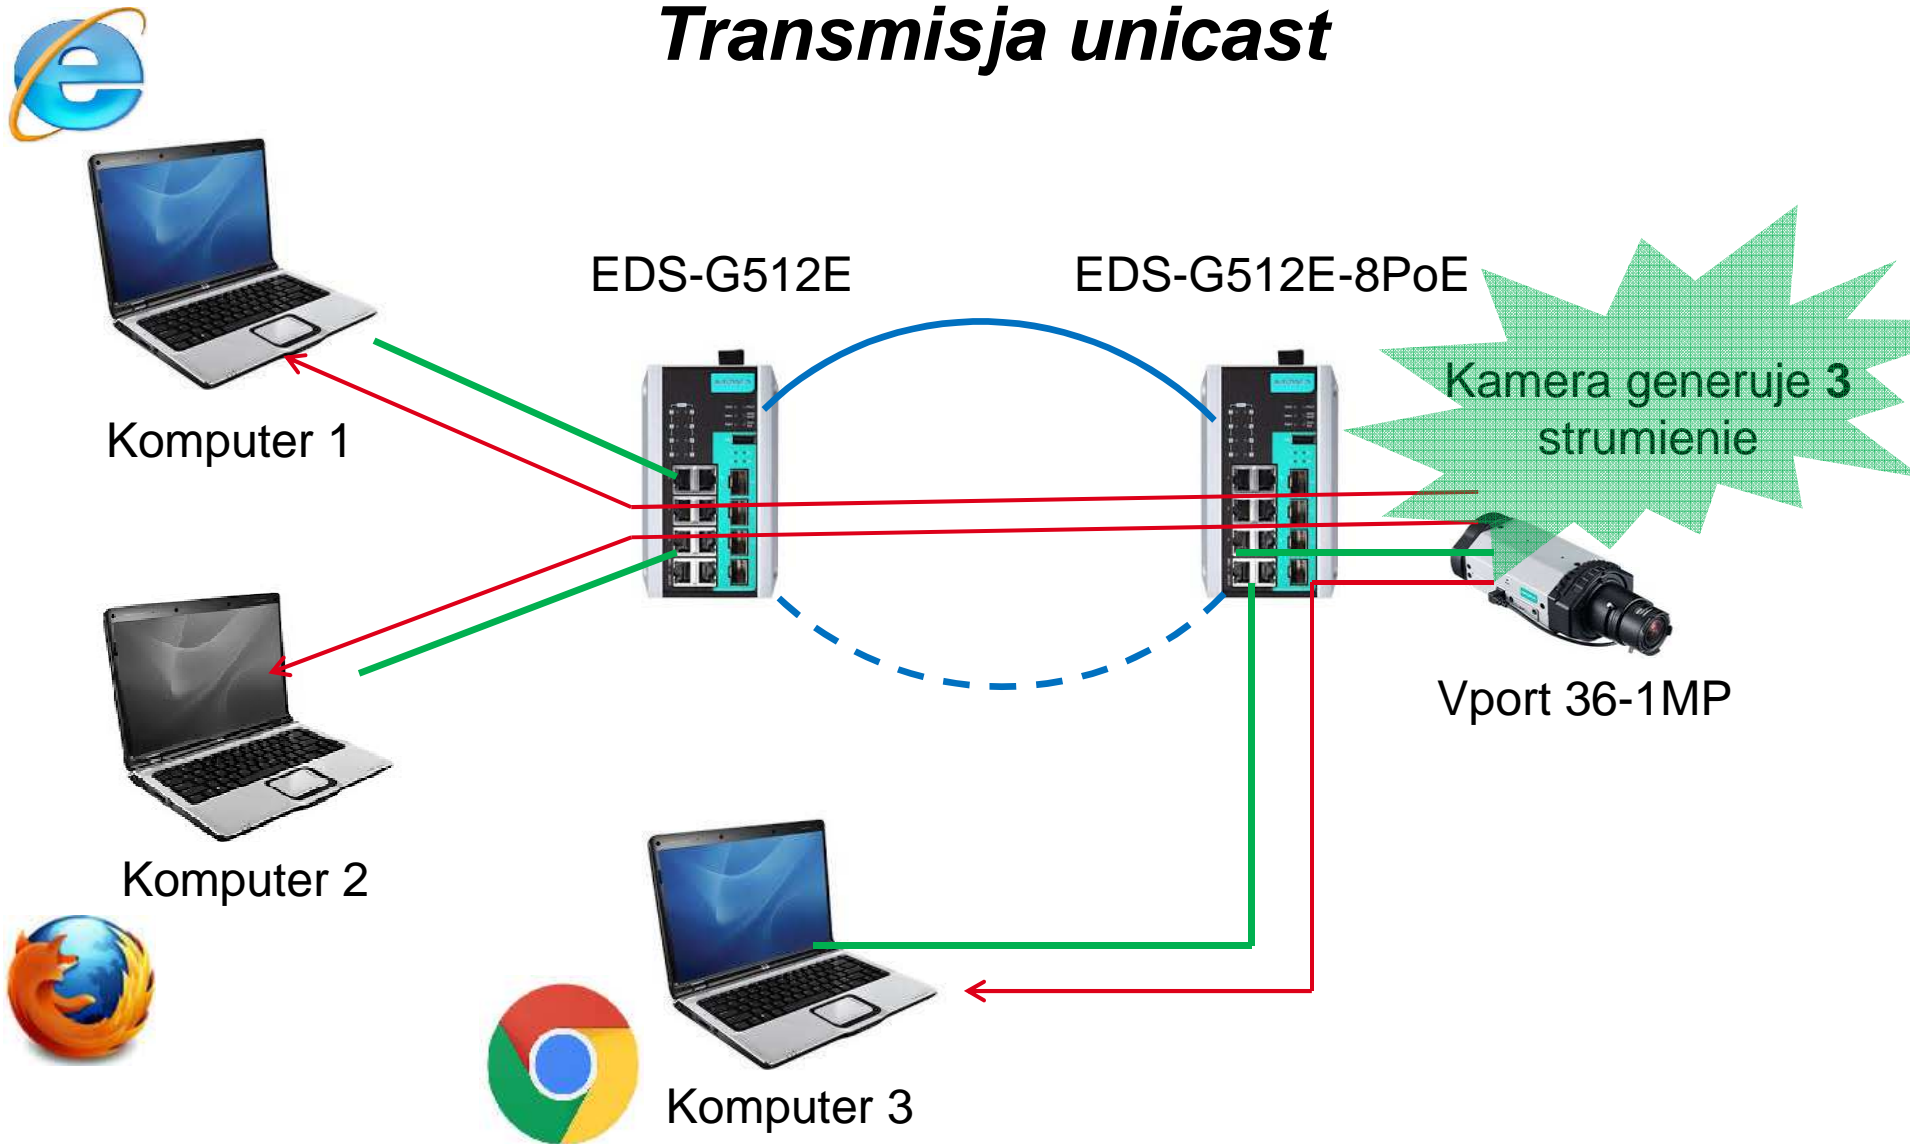 Transmisja unicast
EDS-G512E
EDS-G512E-8PoE
Kamera generuje 3
strumienie
Komputer 1
Vport 36-1MP
Komputer 2
Komputer 3